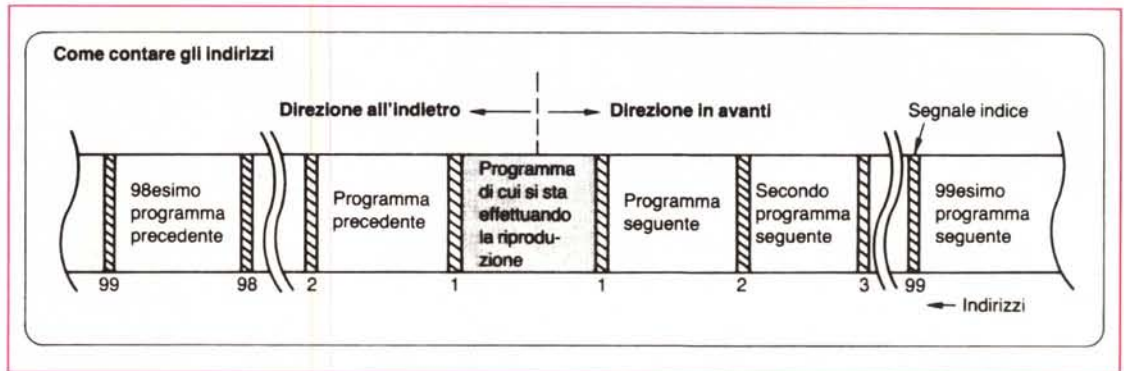 Come contare gli indirizzi
Direzione all'indietro
Direzione in avanti
Segnale indice
98esimo
programma
precedente
Programma
precedente
Programma
di cui si sta
effettuando
la riprodu-
zione
Programma
seguente
Secondo
programma
seguente
99esimo
programma
seguente
99 98 2 1 1 2 3 99
Indirizzi